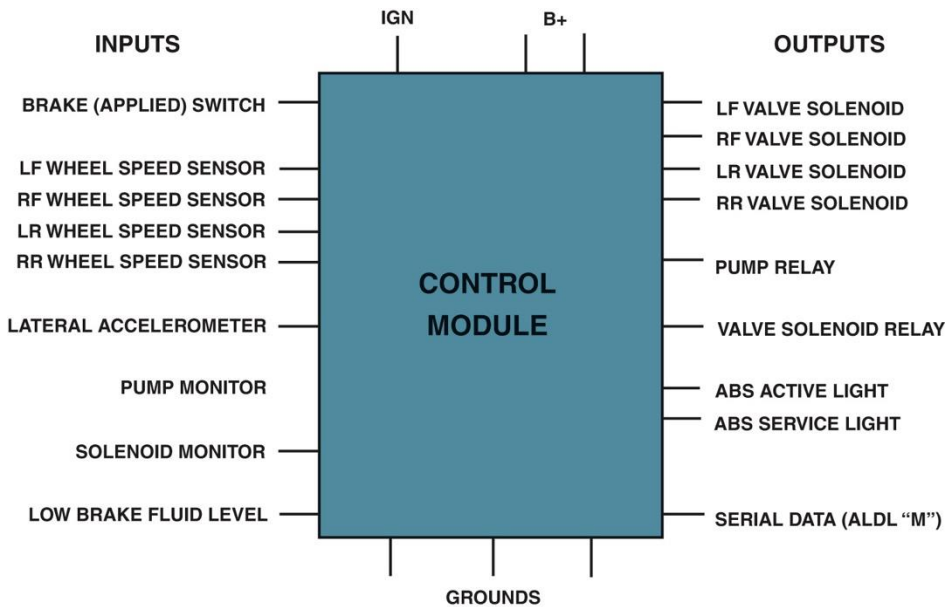 IGN
B+
INPUTS
OUTPUTS
BRAKE (APPLIED) SWITCH
LF WHEEL SPEED SENSOR
RF WHEEL SPEED SENSOR
LR WHEEL SPEED SENSOR
RR WHEEL SPEED SENSOR
LATERAL ACCELEROMETER
PUMP MONITOR
SOLENOID MONITOR
LOW BRAKE FLUID LEVEL
CONTROL
MODULE
LF VALVE SOLENOID
RF VALVE SOLENOID
LR VALVE SOLENOID
RR VALVE SOLENOID
PUMP RELAY
VALVE SOLENOID RELAY
ABS ACTIVE LIGHT
ABS SERVICE LIGHT
SERIAL DATA (ALDL “M”)
GROUNDS